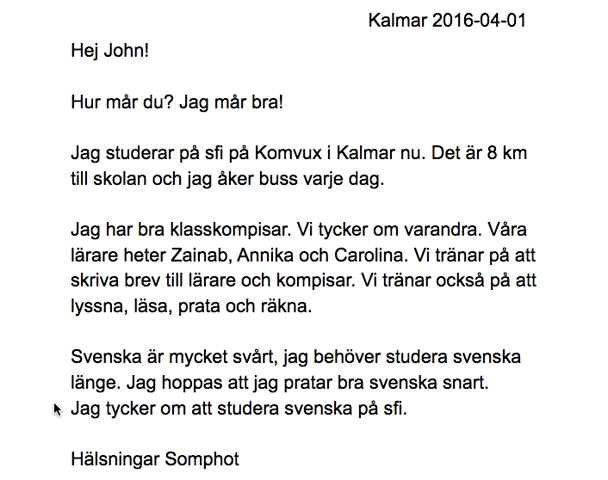 Kalmar 2016-04-01
Hej John!
Hur mår du? Jag mår bra!
Jag studerar på sfi på Komvux i Kalmar nu. Det är 8 km
till skolan och jag åker buss varje dag.
Jag har bra klasskompisar. Vi tycker om varandra. Våra
lärare heter Zainab, Annika och Carolina. Vi tränar på att
skriva brev till lärare och kompisar. Vi tränar också på att
lyssna, läsa, prata och räkna.
Svenska är mycket svårt, jag behöver studera svenska
länge. Jag hoppas att jag pratar bra svenska snart.
Jag tycker om att studera svenska på sfi.
Hälsningar Somphot